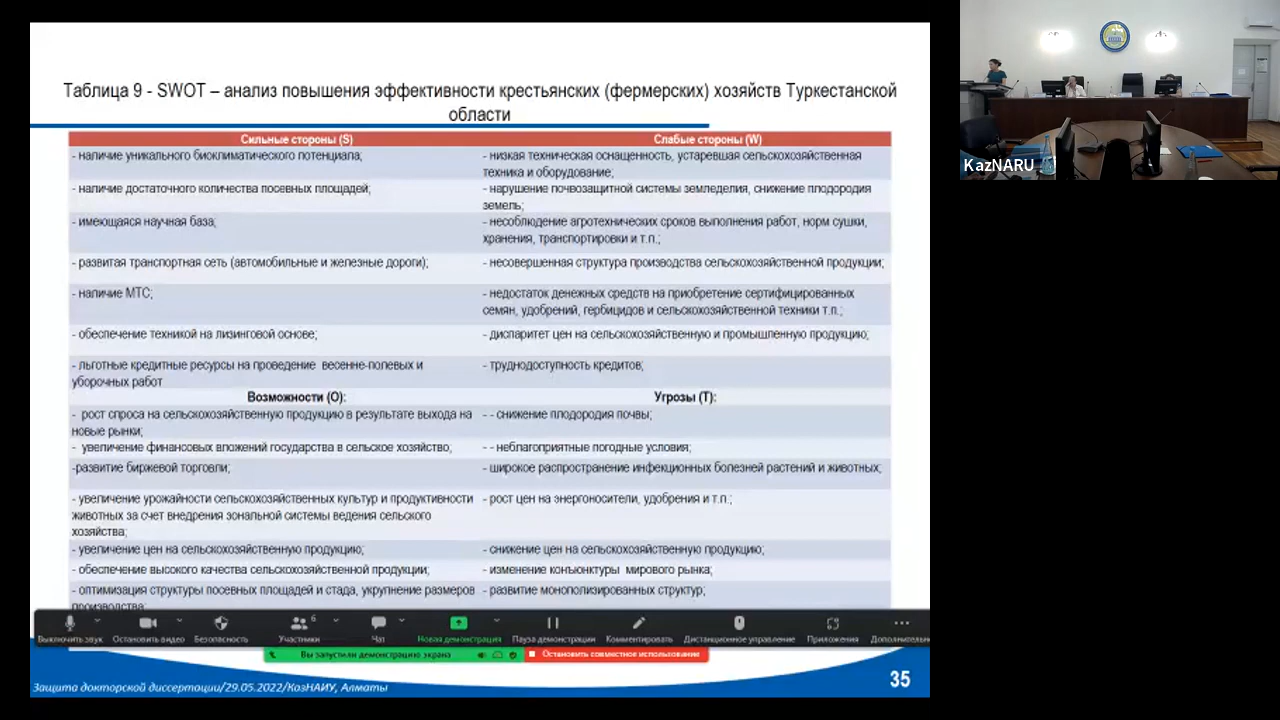 Таблица 9 - SWOT – анализ повышения эффективности крестьянских (фермерских) хозяйств Туркестанской
области
Сильные стороны (S)
Слабые стороны (W)
- наличие уникального биоклиматического потенциала;
- низкая техническая оснащенность, устаревшая сельскохозяйственная
техника и оборудование;
- наличие достаточного количества посевных площадей;
- нарушение почвозащитной системы земледелия, снижение плодородия
земель;
- имеющаяся научная база;
- несоблюдение агротехнических сроков выполнения работ, норм сушки,
хранения, транспортировки и т.п.;
- развитая транспортная сеть (автомобильные и железные дороги);
- несовершенная структура производства сельскохозяйственной продукции;
- наличие МТС;
- недостаток денежных средств на приобретение сертифицированных
семян, удобрений, гербицидов и сельскохозяйственной техники т.п.;
- обеспечение техникой на лизинговой основе;
- диспаритет цен на сельскохозяйственную и промышленную продукцию;
- льготные кредитные ресурсы на проведение весенне-полевых и
уборочных работ
- труднодоступность кредитов;
Возможности (O):
Угрозы (T):
- рост спроса на сельскохозяйственную продукцию в результате выхода на
новые рынки;
- - снижение плодородия почвы;
- увеличение финансовых вложений государства в сельское хозяйство;
- - неблагоприятные погодные условия;
-развитие биржевой торговли;
- широкое распространение инфекционных болезней растений и животных;
- увеличение урожайности сельскохозяйственных культур и продуктивности
животных за счет внедрения зональной системы ведения сельского
хозяйства;
- рост цен на энергоносители, удобрения и т.п.;
- увеличение цен на сельскохозяйственную продукцию;
- снижение цен на сельскохозяйственную продукцию;
- обеспечение высокого качества сельскохозяйственной продукции;
- изменение конъюнктуры мирового рынка;
- оптимизация структуры посевных площадей и стада, укрупнение размеров
производства;
- развитие монополизированных структур;
Выключить звук
Остановить видео
Безопасность
6
Участники
Чат
Новая демонстрация
Пауза демонстрации
Комментировать
Дистанционное управление
Приложения
Дополнительн
Вы запустили демонстрацию экрана
Остановить совместное использование
Защита докторской диссертации/29.05.2022/КазНАИУ, Алматы
35
KazNARU